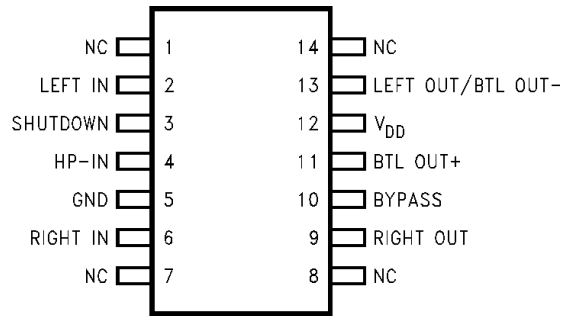 NC 1 14 NC
LEFT IN 2 13 LEFT OUT/BTL OUT-
SHUTDOWN 3 12 VDD
HP-IN 4 11 BTL OUT+
GND 5 10 BYPASS
RIGHT IN 6 9 RIGHT OUT
NC 7 8 NC